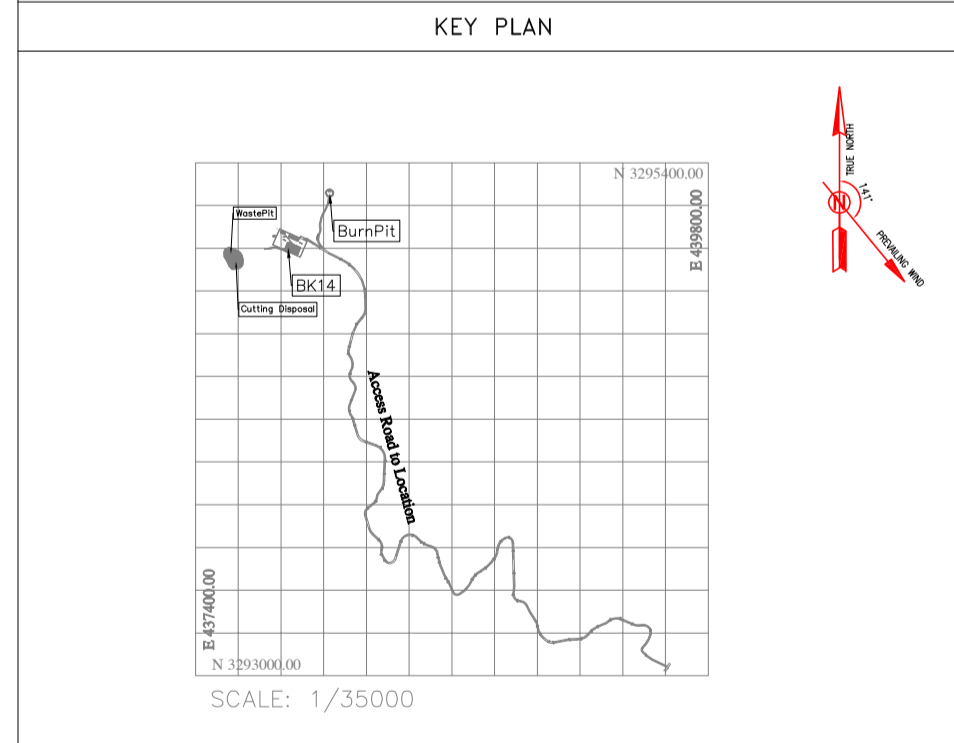 KEY PLAN
N 3295400.00
E 439800.00
WastePit
BurnPit
BK14
Cutting Disposal
Access Road to Location
E 437400.00
N 3293000.00
SCALE: 1/35000
TRUE NORTH
141°
N
PREVAILING WIND